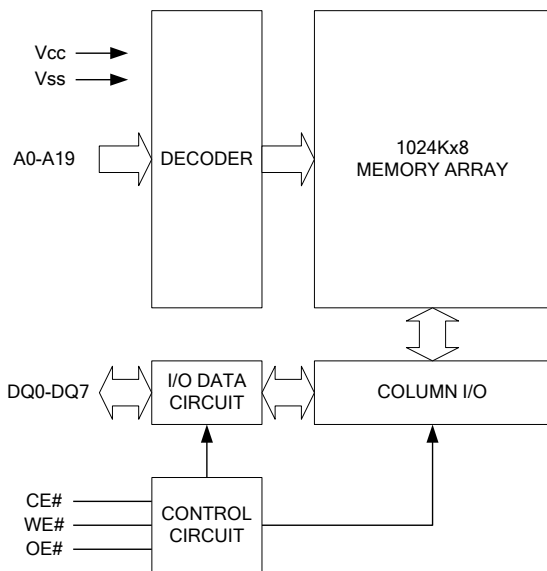 Vcc
Vss
A0-A19
DECODER
1024Kx8
MEMORY ARRAY
DQ0-DQ7
I/O DATA
CIRCUIT
COLUMN I/O
CE#
WE#
OE#
CONTROL
CIRCUIT